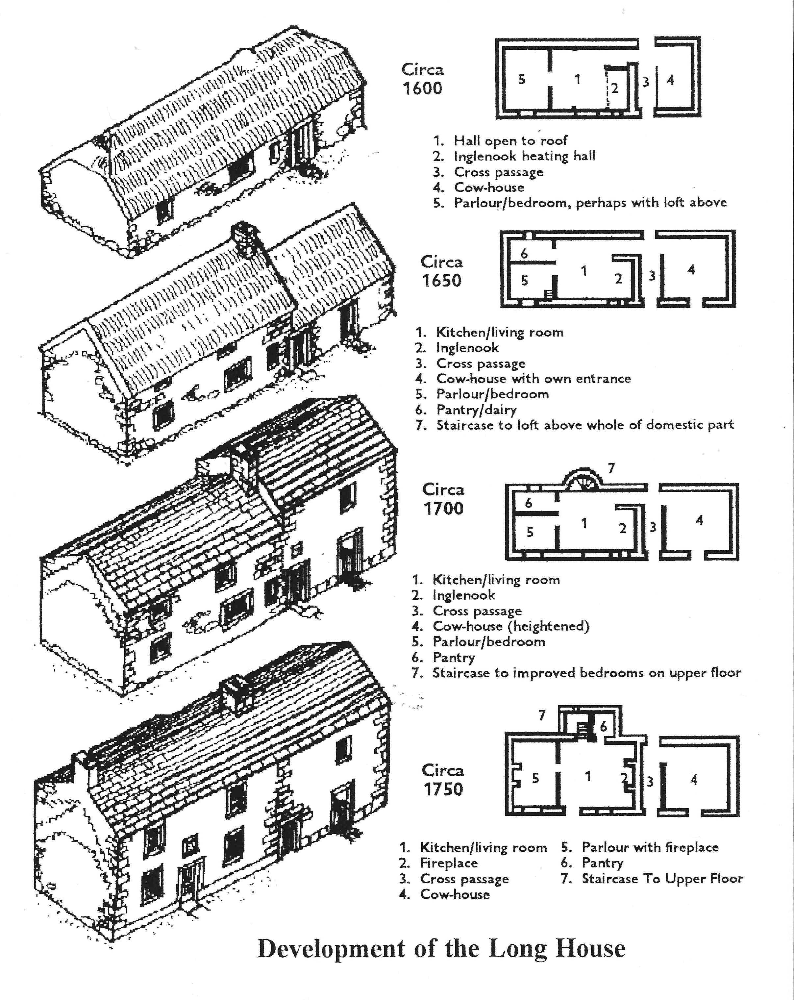 Circa
1600
5
1
2
3
4
1. Hall open to roof
2. Inglenook heating hall
3. Cross passage
4. Cow-house
5. Parlour/bedroom, perhaps with loft above
Circa
1650
6
5
1
2
3
4
1. Kitchen/living room
2. Inglenook
3. Cross passage
4. Cow-house with own entrance
5. Parlour/bedroom
6. Pantry/dairy
7. Staircase to loft above whole of domestic part
Circa
1700
7
6
5
1
2
3
4
1. Kitchen/living room
2. Inglenook
3. Cross passage
4. Cow-house (heightened)
5. Parlour/bedroom
6. Pantry
7. Staircase to improved bedrooms on upper floor
Circa
1750
7
6
5
1
2
3
4
1. Kitchen/living room
2. Fireplace
3. Cross passage
4. Cow-house
5. Parlour with fireplace
6. Pantry
7. Staircase To Upper Floor
Development of the Long House